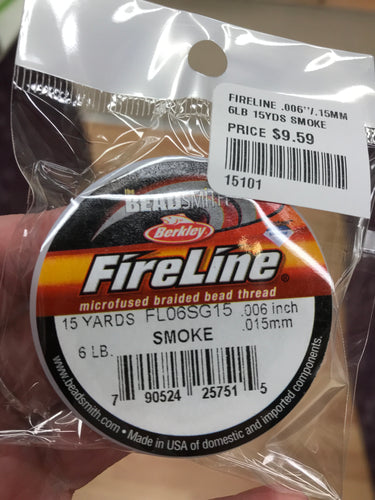 FIRELINE .006"/.15MM
6LB 15YDS SMOKE
PRICE $9.59
15101
THE
BEADSMITH
Berkley
FIRELINE®
microfused braided bead thread
15 YARDS FL06SG15 .006 inch
.015mm
SMOKE
6 LB.
7 90524 25751 5
www.beadsmith.com • Made in USA of domestic and imported components.